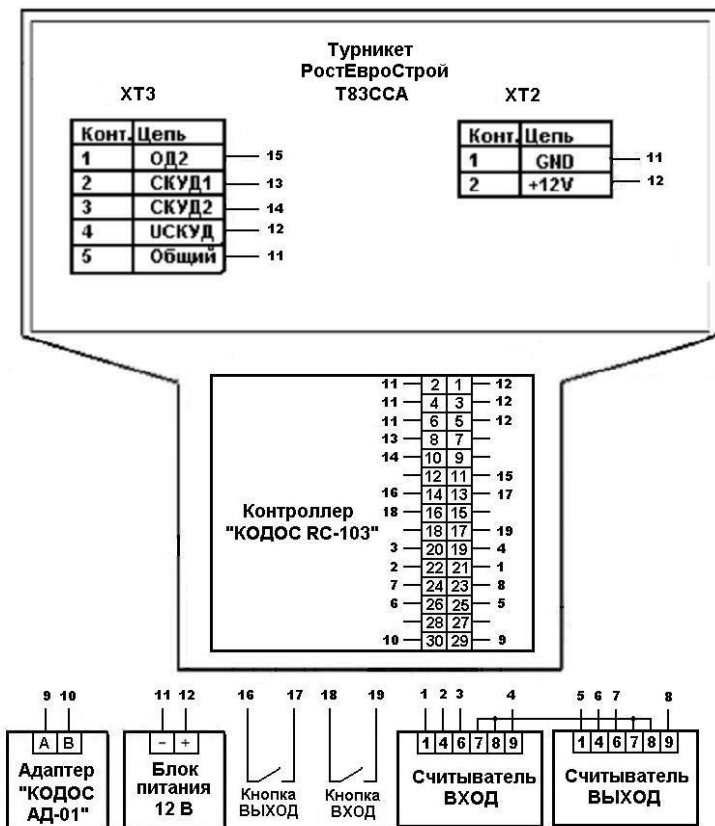 Турникет
РостЕвроСтрой
Т83ССА
ХТ3
Конт. Цепь
1 ОД2 15
2 СКУД1 13
3 СКУД2 14
4 UСКУД 12
5 Общий 11
ХТ2
Конт. Цепь
1 GND 11
2 +12V 12
Контроллер
"КОДОС RC-103"
11 2 1 12
11 4 3 12
11 6 5 12
13 8 7
14 10 9
12 11 15
16 14 13 17
18 16 15
18 17 19
3 20 19 4
2 22 21 1
7 24 23 8
6 26 25 5
28 27
10 30 29 9
9 10
A B
Адаптер
"КОДОС
АД-01"
11 12
- +
Блок
питания
12 В
16 17
Кнопка
ВЫХОД
18 19
Кнопка
ВХОД
1 2 3 4
1 4 6 7 8 9
Считыватель
ВХОД
5 6 7 8
1 4 6 7 8 9
Считыватель
ВЫХОД